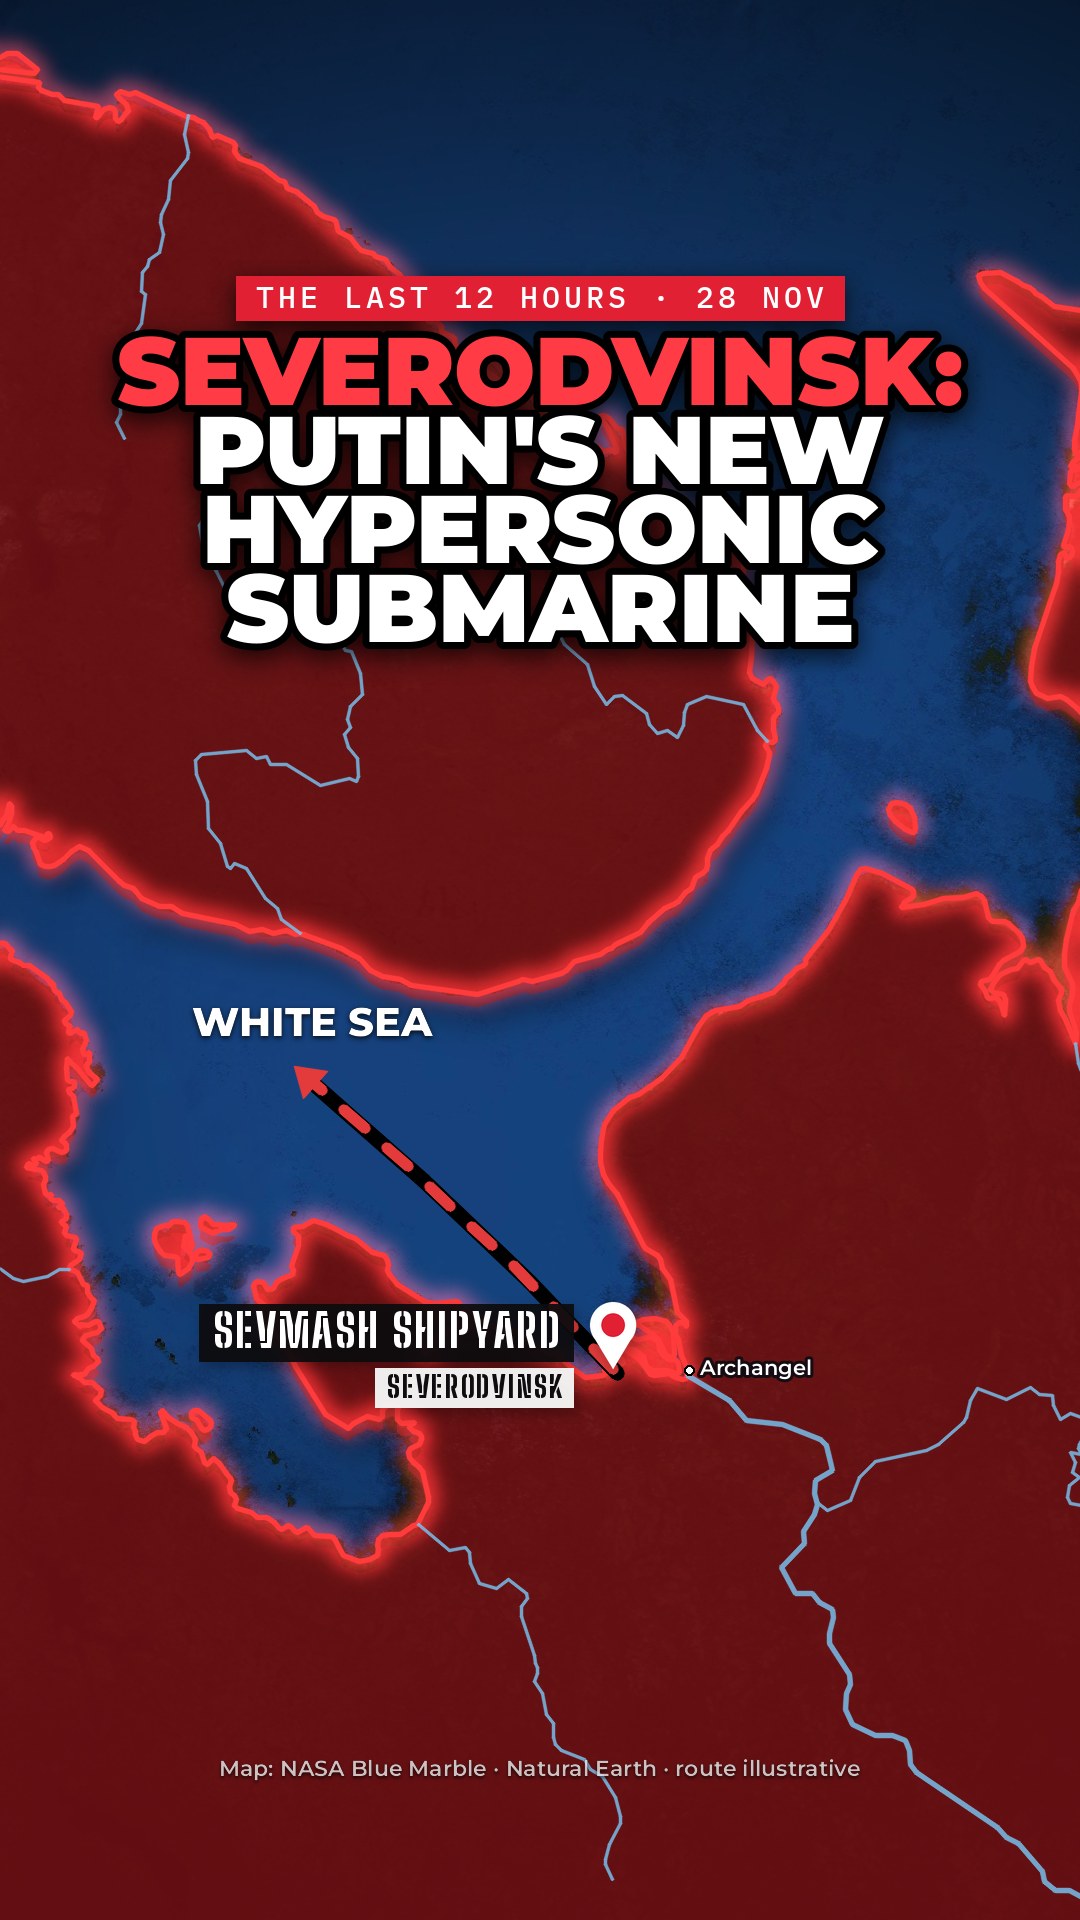 THE LAST 12 HOURS · 28 NOV
SEVERODVINSK:
PUTIN'S NEW
HYPERSONIC
SUBMARINE
WHITE SEA
SEVMASH SHIPYARD
SEVERODVINSK
Archangel
Map: NASA Blue Marble · Natural Earth · route illustrative